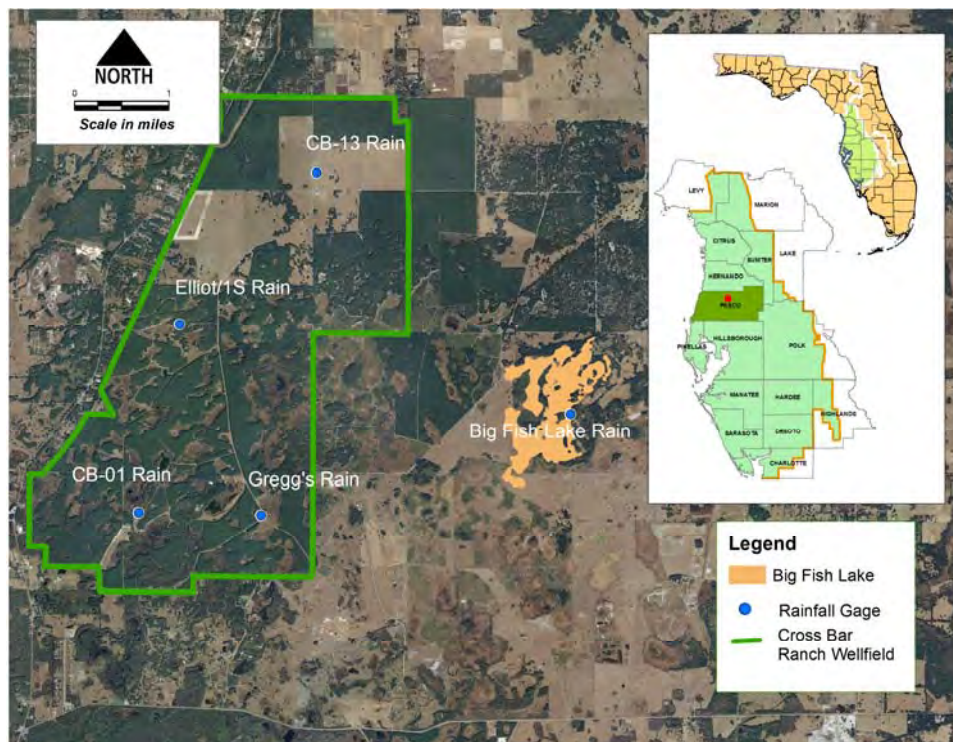 NORTH
0 1
Scale in miles
CB-13 Rain
Elliot/1S Rain
CB-01 Rain
Gregg's Rain
Big Fish Lake Rain
LEVY
MARION
CITRUS
SUMTER
LAKE
HERNANDO
PASCO
PINELLAS
HILLSBOROUGH
POLK
MANATEE
HARDEE
HIGHLANDS
SARASOTA
DESOTO
CHARLOTTE
Legend
Big Fish Lake
Rainfall Gage
Cross Bar
Ranch Wellfield